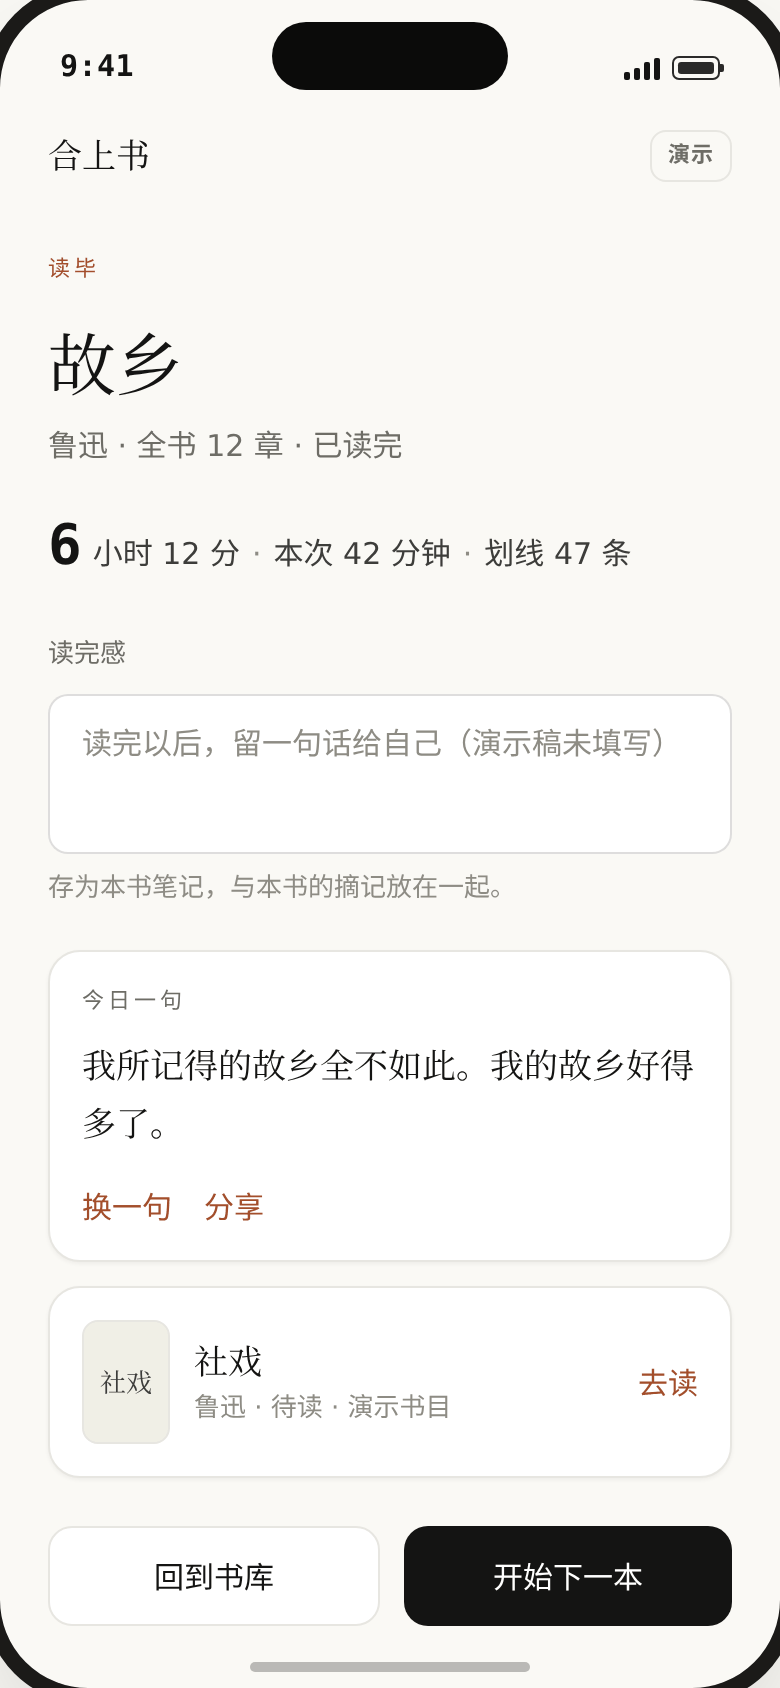 9:41
合上书
演示
读毕
故乡
鲁迅 · 全书 12 章 · 已读完
6 小时 12 分 · 本次 42 分钟 · 划线 47 条
读完感
读完以后，留一句话给自己（演示稿未填写）
存为本书笔记，与本书的摘记放在一起。
今日一句
我所记得的故乡全不如此。我的故乡好得
多了。
换一句 分享
社戏
社戏
鲁迅 · 待读 · 演示书目
去读
回到书库
开始下一本